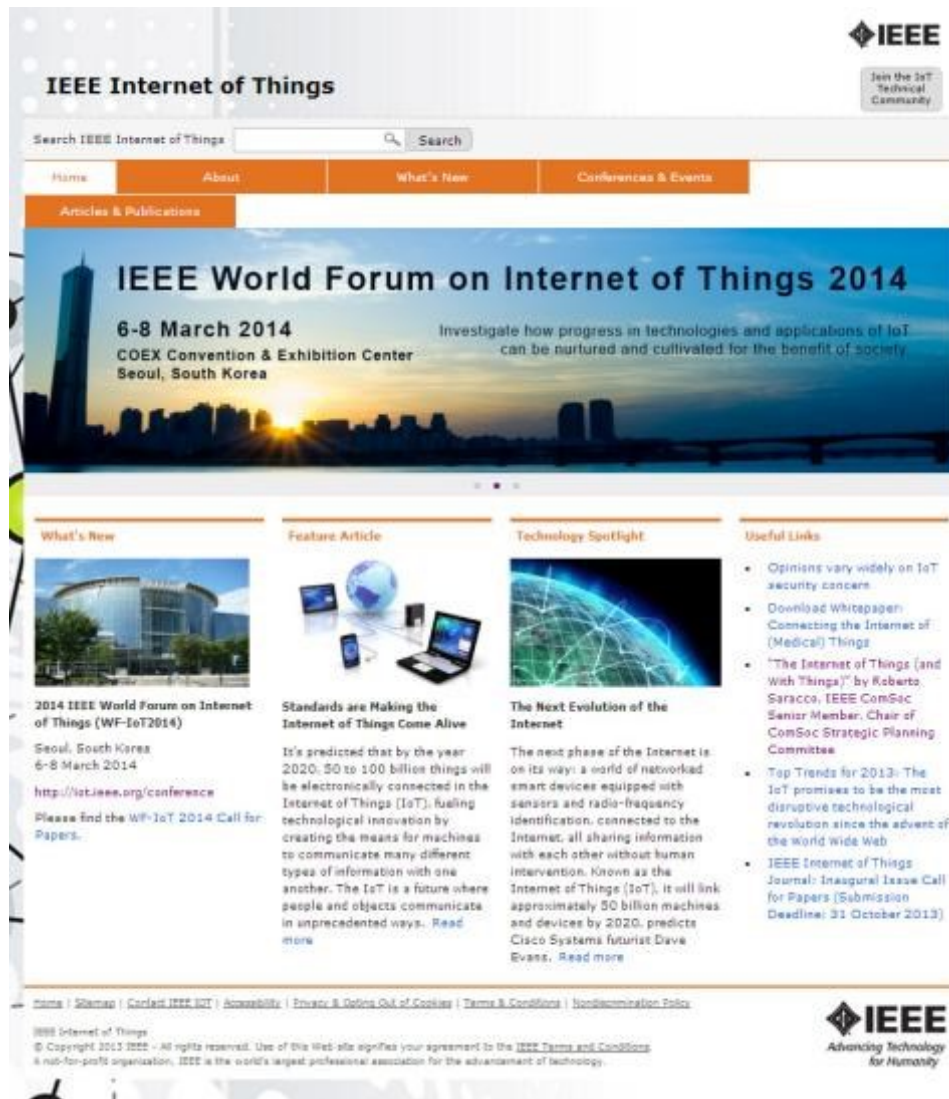 IEEE
IEEE Internet of Things
Join the IoT
Technical
Community
Search IEEE Internet of Things
Search
Home
About
What's New
Conferences & Events
Articles & Publications
IEEE World Forum on Internet of Things 2014
6-8 March 2014
COEX Convention & Exhibition Center
Seoul, South Korea
Investigate how progress in technologies and applications of IoT
can be nurtured and cultivated for the benefit of society
What's New
2014 IEEE World Forum on Internet
of Things (WF-IoT2014)
Seoul, South Korea
6-8 March 2014
http://iot.ieee.org/conference
Please find the WF-IoT 2014 Call for
Papers.
Feature Article
Standards are Making the
Internet of Things Come Alive
It's predicted that by the year
2020, 50 to 100 billion things will
be electronically connected in the
Internet of Things (IoT), fueling
technological innovation by
creating the means for machines
to communicate many different
types of information with one
another. The IoT is a future where
people and objects communicate
in unprecedented ways. Read
more
Technology Spotlight
The Next Evolution of the
Internet
The next phase of the Internet is
on its way: a world of networked
smart devices equipped with
sensors and radio-frequency
identification, connected to the
Internet, all sharing information
with each other without human
intervention. Known as the
Internet of Things (IoT), it will link
approximately 50 billion machines
and devices by 2020, predicts
Cisco Systems futurist Dave
Evans. Read more
Useful Links
Opinions vary widely on IoT
security concern
Download Whitepaper:
Connecting the Internet of
(Medical) Things
"The Internet of Things (and
With Things)" by Roberto
Saracco, IEEE ComSoc
Senior Member, Chair of
ComSoc Strategic Planning
Committee
Top Trends for 2013: The
IoT promises to be the most
disruptive technological
revolution since the advent of
the World Wide Web
IEEE Internet of Things
Journal: Inaugural Issue Call
for Papers (Submission
Deadline: 31 October 2013)
Home | Sitemap | Contact IEEE IOT | Accessibility | Privacy & Opting Out of Cookies | Terms & Conditions | Nondiscrimination Policy
IEEE Internet of Things
© Copyright 2013 IEEE - All rights reserved. Use of this Web site signifies your agreement to the IEEE Terms and Conditions.
A not-for-profit organization, IEEE is the world's largest professional association for the advancement of technology.
IEEE
Advancing Technology
for Humanity